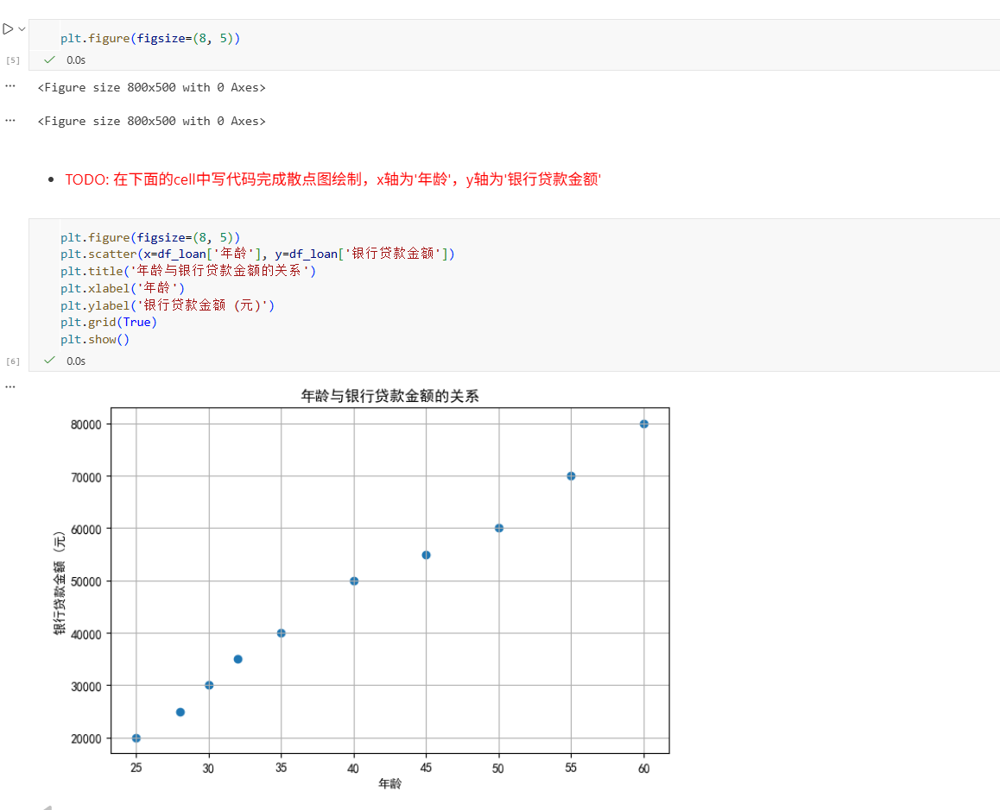 plt.figure(figsize=(8, 5))
[5]
0.0s
...
<Figure size 800x500 with 0 Axes>
...
<Figure size 800x500 with 0 Axes>
• TODO: 在下面的cell中写代码完成散点图绘制，x轴为'年龄'，y轴为'银行贷款金额'
plt.figure(figsize=(8, 5))
plt.scatter(x=df_loan['年龄'], y=df_loan['银行贷款金额'])
plt.title('年龄与银行贷款金额的关系')
plt.xlabel('年龄')
plt.ylabel('银行贷款金额 (元)')
plt.grid(True)
plt.show()
[6]
0.0s
...
年龄与银行贷款金额的关系
银行贷款金额 (元)
80000
70000
60000
50000
40000
30000
20000
25 30 35 40 45 50 55 60
年龄